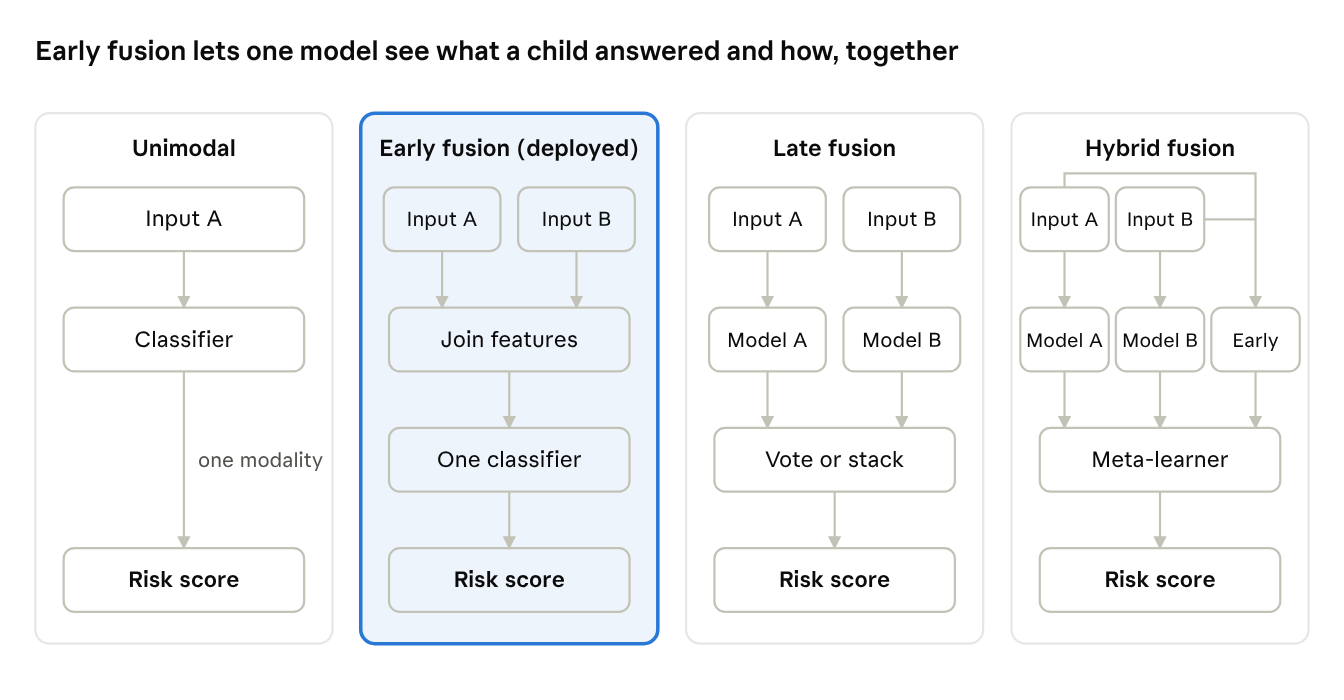 Early fusion lets one model see what a child answered and how, together
Unimodal
Input A
Classifier
one modality
Risk score
Early fusion (deployed)
Input A
Input B
Join features
One classifier
Risk score
Late fusion
Input A
Input B
Model A
Model B
Vote or stack
Risk score
Hybrid fusion
Input A
Input B
Model A
Model B
Early
Meta-learner
Risk score